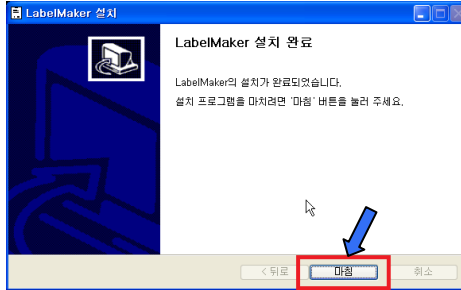 LabelMaker 설치
LabelMaker 설치 완료
LabelMaker의 설치가 완료되었습니다.
설치 프로그램을 마치려면 '마침' 버튼을 눌러 주세요.
< 뒤로
마침
취소